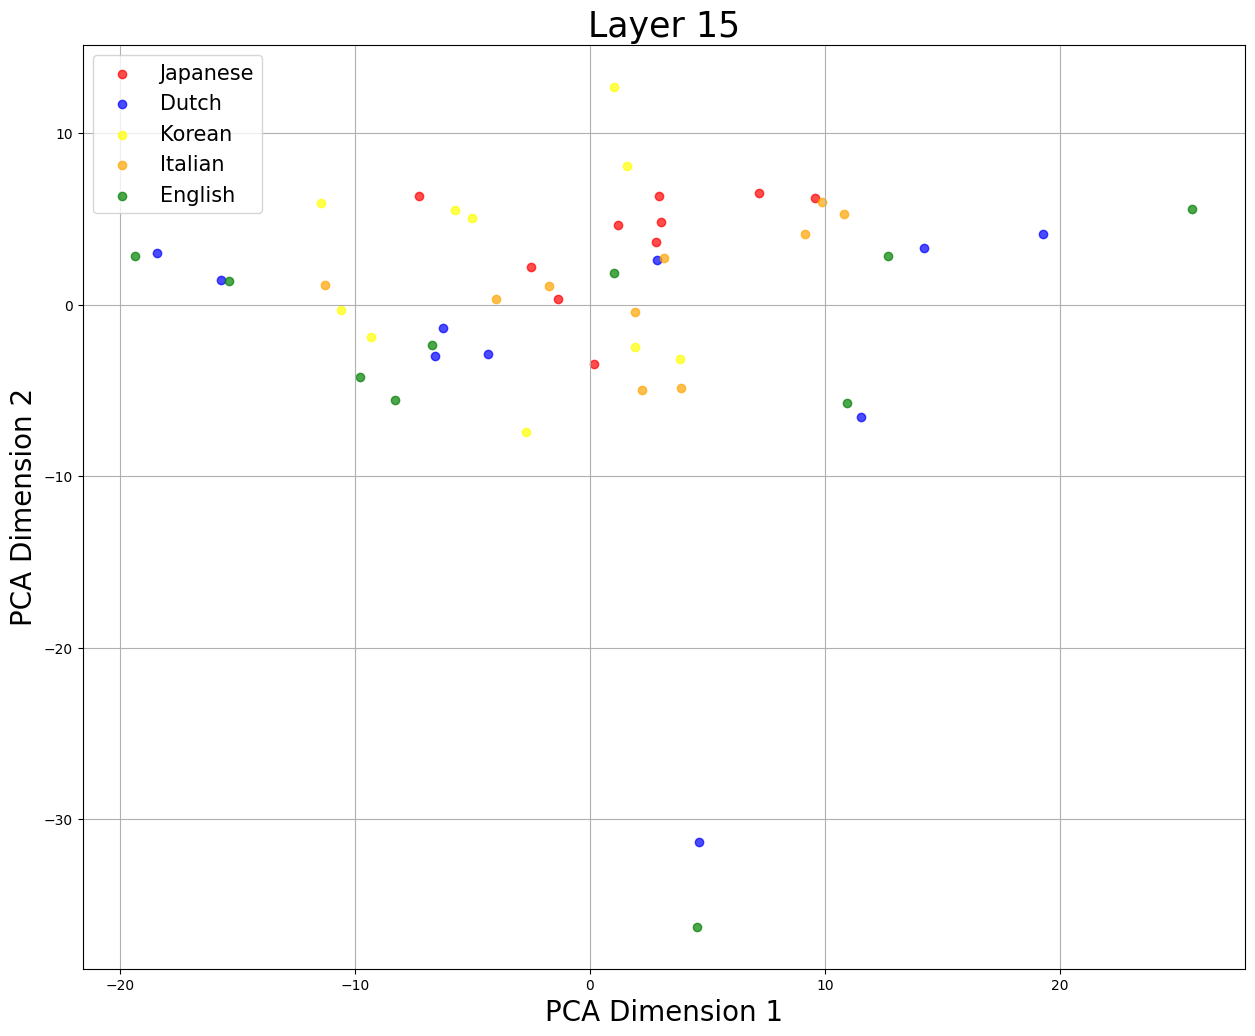 Layer 15
Japanese
Dutch
Korean
Italian
English
10
0
−10
−20
−30
PCA Dimension 2
−20
−10
0
10
20
PCA Dimension 1